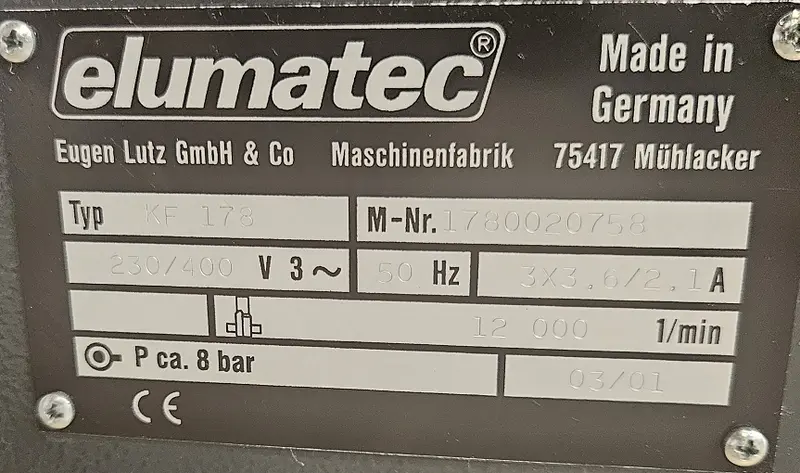 elumatec®
Made in
Germany
Eugen Lutz GmbH & Co Maschinenfabrik 75417 Mühlacker
Typ KF 178 M-Nr. 1780020758
230/400 V 3~ 50 Hz 3X3.6/2.1 A
12 000 1/min
P ca. 8 bar
03/01
CE